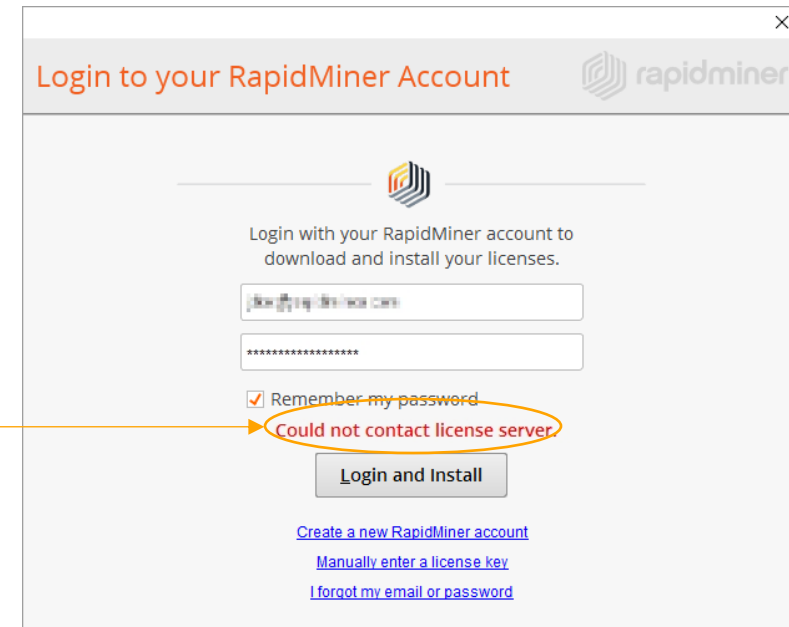 Login to your RapidMiner Account
rapidminer
Login with your RapidMiner account to
download and install your licenses.
******************
Remember my password
Could not contact license server.
Login and Install
Create a new RapidMiner account
Manually enter a license key
I forgot my email or password